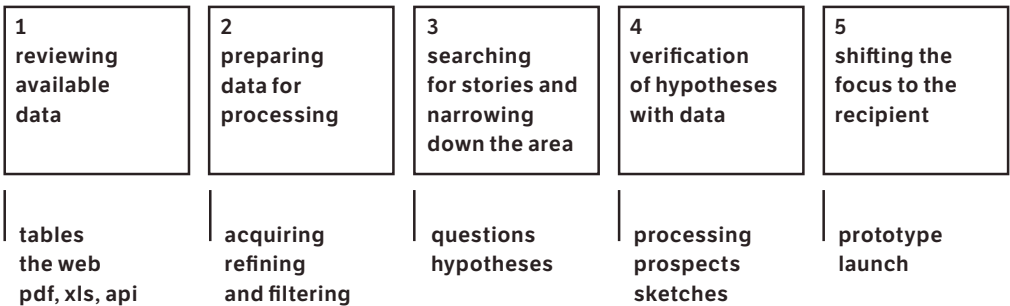 1
reviewing
available
data
2
preparing
data for
processing
3
searching
for stories and
narrowing
down the area
4
verification
of hypotheses
with data
5
shifting the
focus to the
recipient
tables
the web
pdf, xls, api
acquiring
refining
and filtering
questions
hypotheses
processing
prospects
sketches
prototype
launch